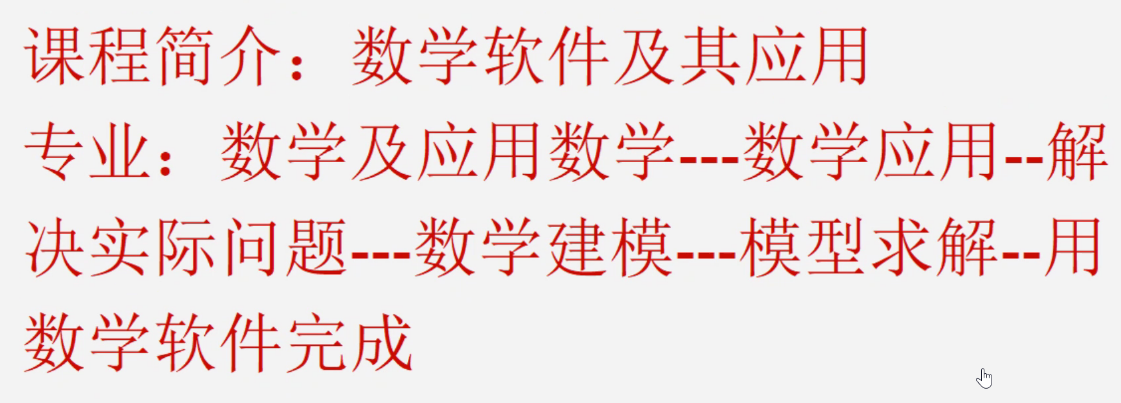 课程简介：数学软件及其应用
专业：数学及应用数学---数学应用--解
决实际问题---数学建模---模型求解--用
数学软件完成